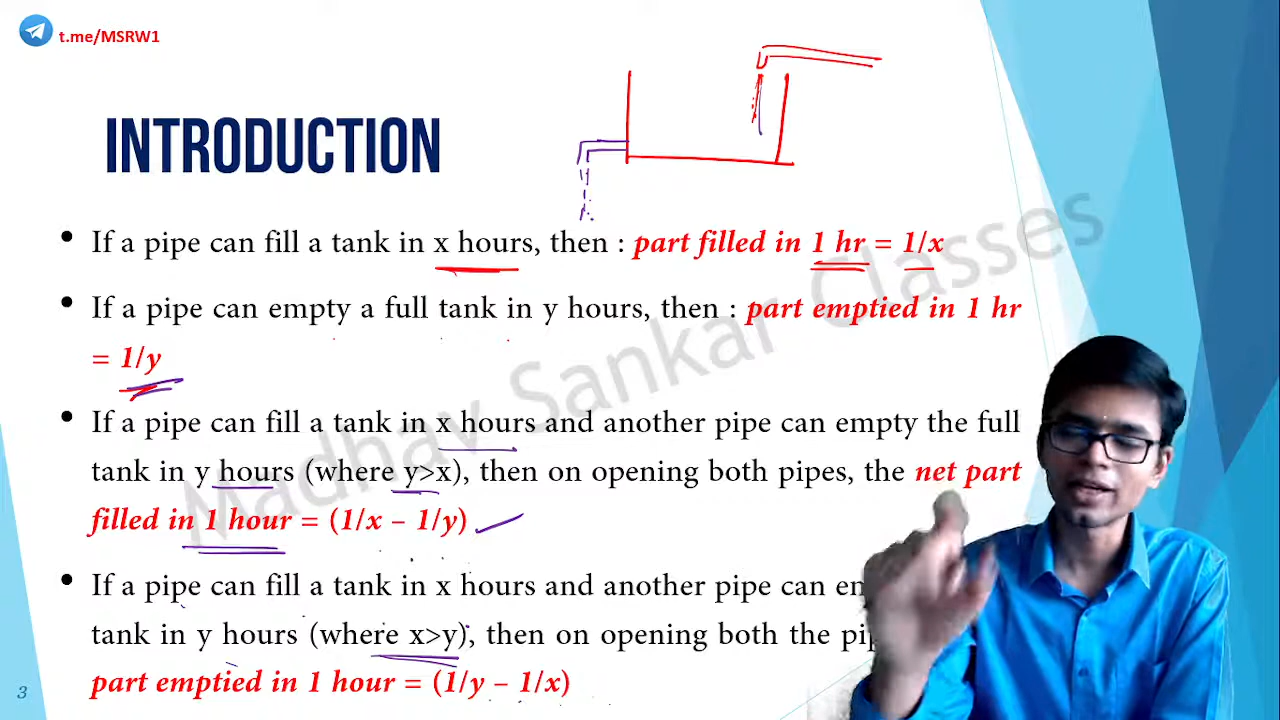 t.me/MSRW1
INTRODUCTION
• If a pipe can fill a tank in x hours, then : part filled in 1 hr = 1/x
• If a pipe can empty a full tank in y hours, then : part emptied in 1 hr
= 1/y
• If a pipe can fill a tank in x hours and another pipe can empty the full
tank in y hours (where y>x), then on opening both pipes, the net part
filled in 1 hour = (1/x – 1/y)
• If a pipe can fill a tank in x hours and another pipe can
tank in y hours (where x>y), then on opening both the
part emptied in 1 hour = (1/y – 1/x)
3
Madhav Sankar Classes